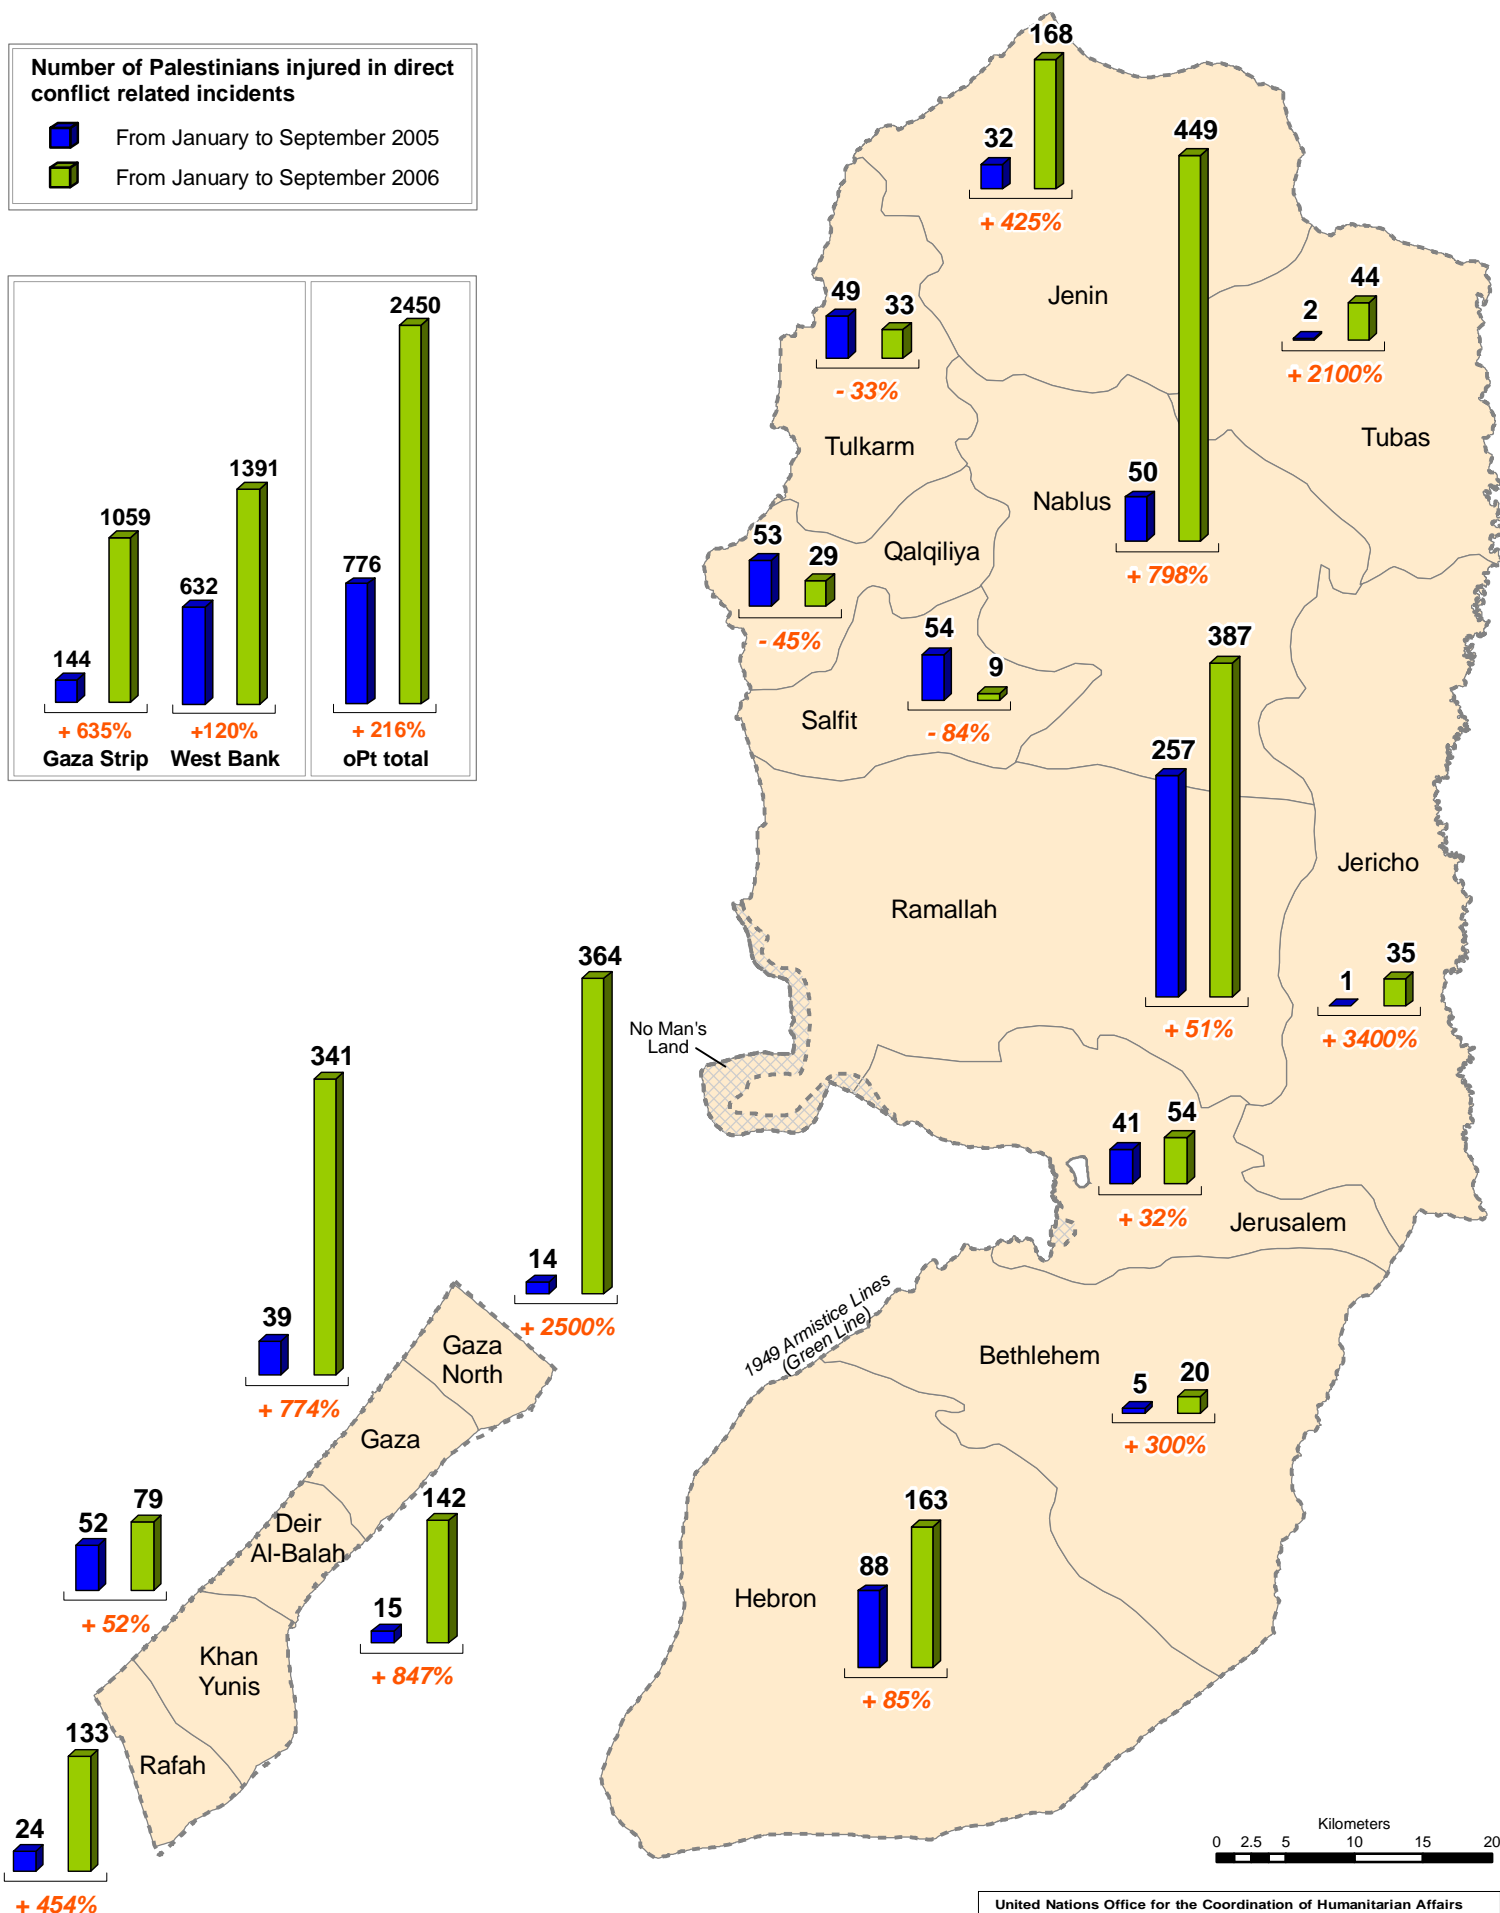 Number of Palestinians injured in direct
conflict related incidents
From January to September 2005
From January to September 2006
2450
1391
1059
776
632
144
+ 635%
+120%
+ 216%
Gaza Strip
West Bank
oPt total
168
32
+ 425%
Jenin
449
50
Nablus
+ 798%
2
44
+ 2100%
Tubas
49
33
- 33%
Tulkarm
53
29
- 45%
Qalqiliya
54
9
- 84%
Salfit
387
257
+ 51%
Ramallah
Jericho
1
35
+ 3400%
No Man's
Land
41
54
+ 32%
Jerusalem
1949 Armistice Lines
(Green Line)
Bethlehem
5
20
+ 300%
163
88
Hebron
+ 85%
364
14
+ 2500%
Gaza
North
341
39
+ 774%
Gaza
52
79
+ 52%
Deir
Al-Balah
142
15
+ 847%
Khan
Yunis
133
24
+ 454%
Rafah
Kilometers
0 2.5 5 10 15 20
United Nations Office for the Coordination of Humanitarian Affairs